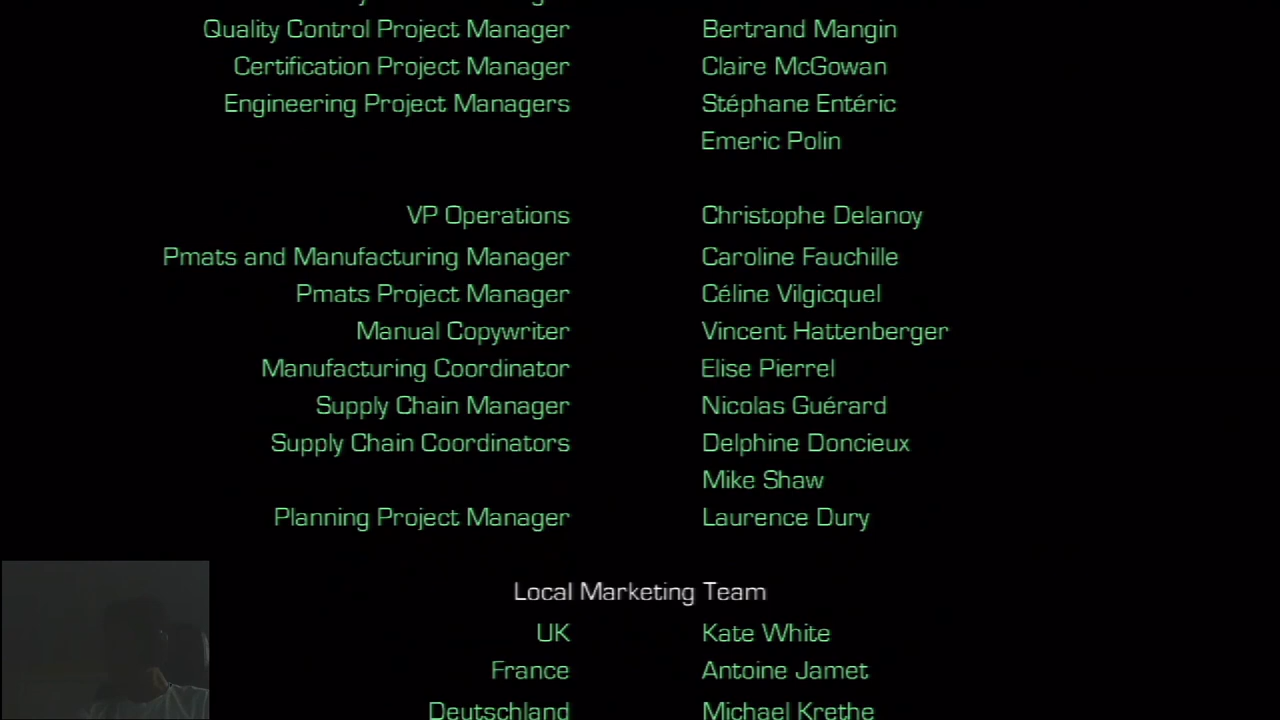 Quality Control Project Manager Bertrand Mangin
Certification Project Manager Claire McGowan
Engineering Project Managers Stéphane Entéric
Emeric Polin
VP Operations Christophe Delanoy
Pmats and Manufacturing Manager Caroline Fauchille
Pmats Project Manager Céline Vilgicquel
Manual Copywriter Vincent Hattenberger
Manufacturing Coordinator Elise Pierrel
Supply Chain Manager Nicolas Guérard
Supply Chain Coordinators Delphine Doncieux
Mike Shaw
Planning Project Manager Laurence Dury
Local Marketing Team
UK Kate White
France Antoine Jamet
Deutschland Michael Krethe